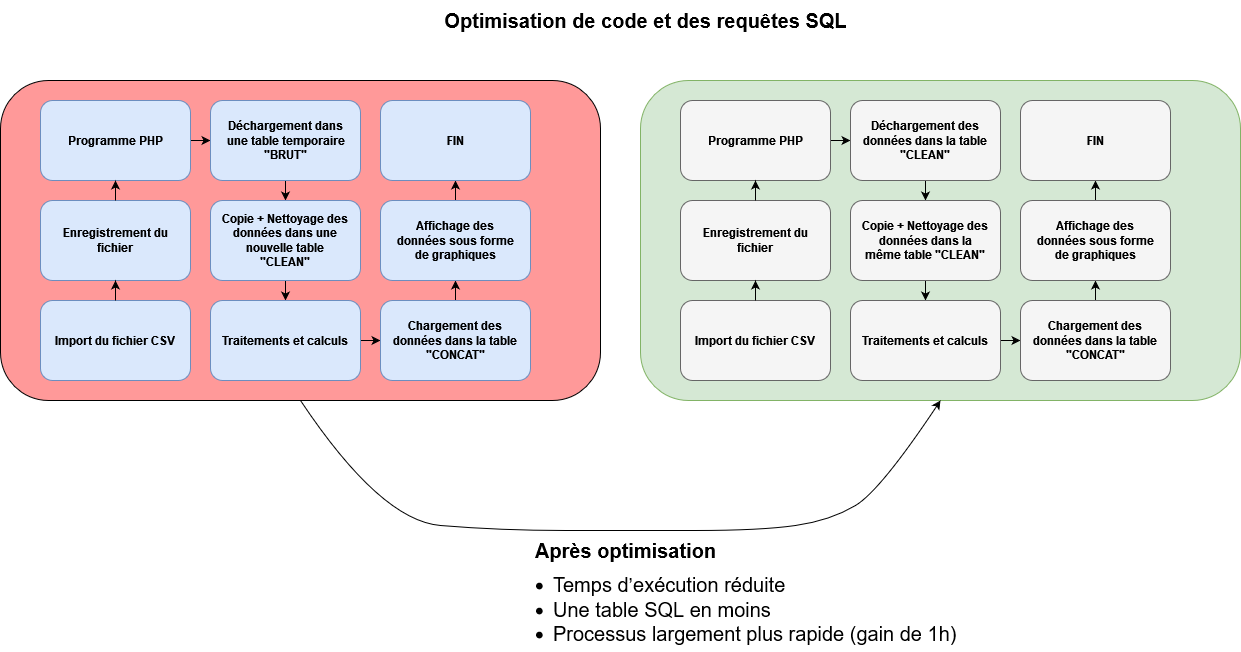 Optimisation de code et des requêtes SQL
Programme PHP
Déchargement dans
une table temporaire
"BRUT"
FIN
Enregistrement du
fichier
Copie + Nettoyage des
données dans une
nouvelle table
"CLEAN"
Affichage des
données sous forme
de graphiques
Import du fichier CSV
Traitements et calculs
Chargement des
données dans la table
"CONCAT"
Programme PHP
Déchargement des
données dans la table
"CLEAN"
FIN
Enregistrement du
fichier
Copie + Nettoyage des
données dans la
même table "CLEAN"
Affichage des
données sous forme
de graphiques
Import du fichier CSV
Traitements et calculs
Chargement des
données dans la table
"CONCAT"
Après optimisation
• Temps d'exécution réduite
• Une table SQL en moins
• Processus largement plus rapide (gain de 1h)